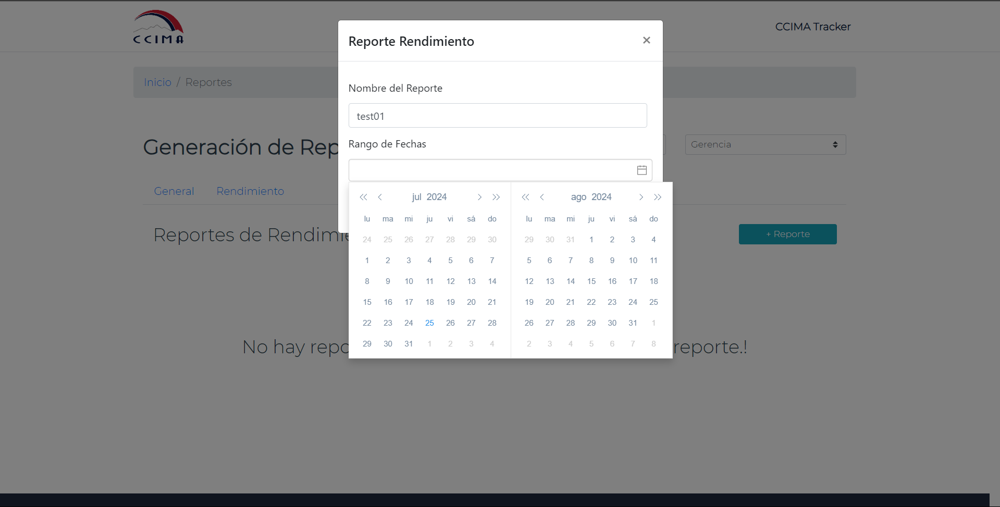 CCIMA
CCIMA Tracker
Reporte Rendimiento
×
Inicio / Reportes
Nombre del Reporte
test01
Generación de Rep
Rango de Fechas
Gerencia
General Rendimiento
jul 2024
lu ma mi ju vi sá do
24 25 26 27 28 29 30
1 2 3 4 5 6 7
8 9 10 11 12 13 14
15 16 17 18 19 20 21
22 23 24 25 26 27 28
29 30 31 1 2 3 4
ago 2024
lu ma mi ju vi sá do
29 30 31 1 2 3 4
5 6 7 8 9 10 11
12 13 14 15 16 17 18
19 20 21 22 23 24 25
26 27 28 29 30 31 1
2 3 4 5 6 7 8
Reportes de Rendimie
+ Reporte
No hay repo
reporte.!